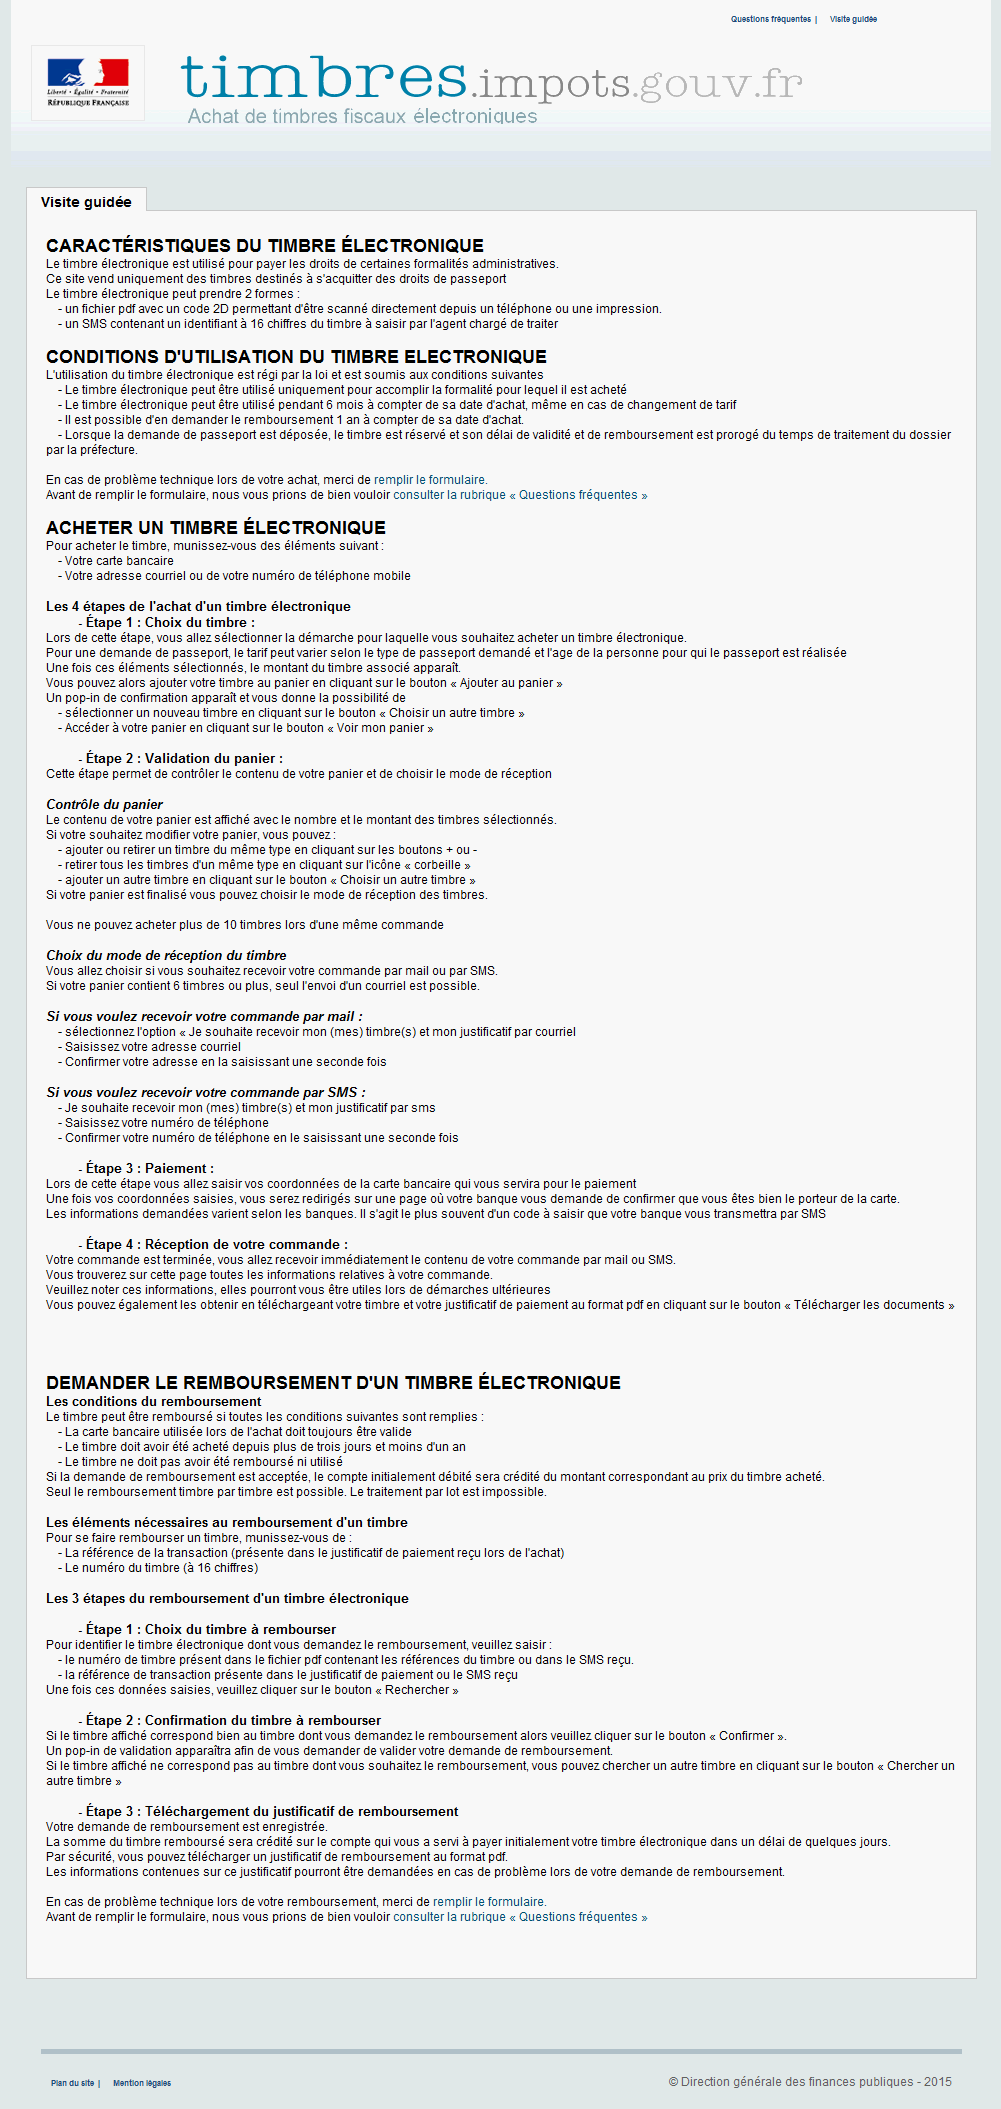 Questions fréquentes | Visite guidée
Liberté • Égalité • Fraternité
RÉPUBLIQUE FRANÇAISE
timbres.impots.gouv.fr
Achat de timbres fiscaux électroniques
Visite guidée
CARACTÉRISTIQUES DU TIMBRE ÉLECTRONIQUE
Le timbre électronique est utilisé pour payer les droits de certaines formalités administratives.
Ce site vend uniquement des timbres destinés à s'acquitter des droits de passeport
Le timbre électronique peut prendre 2 formes :
- un fichier pdf avec un code 2D permettant d'être scanné directement depuis un téléphone ou une impression.
- un SMS contenant un identifiant à 16 chiffres du timbre à saisir par l'agent chargé de traiter
CONDITIONS D'UTILISATION DU TIMBRE ELECTRONIQUE
L'utilisation du timbre électronique est régi par la loi et est soumis aux conditions suivantes
- Le timbre électronique peut être utilisé uniquement pour accomplir la formalité pour lequel il est acheté
- Le timbre électronique peut être utilisé pendant 6 mois à compter de sa date d'achat, même en cas de changement de tarif
- Il est possible d'en demander le remboursement 1 an à compter de sa date d'achat.
- Lorsque la demande de passeport est déposée, le timbre est réservé et son délai de validité et de remboursement est prorogé du temps de traitement du dossier
par la préfecture.
En cas de problème technique lors de votre achat, merci de remplir le formulaire.
Avant de remplir le formulaire, nous vous prions de bien vouloir consulter la rubrique « Questions fréquentes »
ACHETER UN TIMBRE ÉLECTRONIQUE
Pour acheter le timbre, munissez-vous des éléments suivant :
- Votre carte bancaire
- Votre adresse courriel ou de votre numéro de téléphone mobile
Les 4 étapes de l'achat d'un timbre électronique
- Étape 1 : Choix du timbre :
Lors de cette étape, vous allez sélectionner la démarche pour laquelle vous souhaitez acheter un timbre électronique.
Pour une demande de passeport, le tarif peut varier selon le type de passeport demandé et l'age de la personne pour qui le passeport est réalisée
Une fois ces éléments sélectionnés, le montant du timbre associé apparaît.
Vous pouvez alors ajouter votre timbre au panier en cliquant sur le bouton « Ajouter au panier »
Un pop-in de confirmation apparaît et vous donne la possibilité de
- sélectionner un nouveau timbre en cliquant sur le bouton « Choisir un autre timbre »
- Accéder à votre panier en cliquant sur le bouton « Voir mon panier »
- Étape 2 : Validation du panier :
Cette étape permet de contrôler le contenu de votre panier et de choisir le mode de réception
Contrôle du panier
Le contenu de votre panier est affiché avec le nombre et le montant des timbres sélectionnés.
Si votre souhaitez modifier votre panier, vous pouvez :
- ajouter ou retirer un timbre du même type en cliquant sur les boutons + ou -
- retirer tous les timbres d'un même type en cliquant sur l'icône « corbeille »
- ajouter un autre timbre en cliquant sur le bouton « Choisir un autre timbre »
Si votre panier est finalisé vous pouvez choisir le mode de réception des timbres.
Vous ne pouvez acheter plus de 10 timbres lors d'une même commande
Choix du mode de réception du timbre
Vous allez choisir si vous souhaitez recevoir votre commande par mail ou par SMS.
Si votre panier contient 6 timbres ou plus, seul l'envoi d'un courriel est possible.
Si vous voulez recevoir votre commande par mail :
- sélectionnez l'option « Je souhaite recevoir mon (mes) timbre(s) et mon justificatif par courriel
- Saisissez votre adresse courriel
- Confirmer votre adresse en la saisissant une seconde fois
Si vous voulez recevoir votre commande par SMS :
- Je souhaite recevoir mon (mes) timbre(s) et mon justificatif par sms
- Saisissez votre numéro de téléphone
- Confirmer votre numéro de téléphone en le saisissant une seconde fois
- Étape 3 : Paiement :
Lors de cette étape vous allez saisir vos coordonnées de la carte bancaire qui vous servira pour le paiement
Une fois vos coordonnées saisies, vous serez redirigés sur une page où votre banque vous demande de confirmer que vous êtes bien le porteur de la carte.
Les informations demandées varient selon les banques. Il s'agit le plus souvent d'un code à saisir que votre banque vous transmettra par SMS
- Étape 4 : Réception de votre commande :
Votre commande est terminée, vous allez recevoir immédiatement le contenu de votre commande par mail ou SMS.
Vous trouverez sur cette page toutes les informations relatives à votre commande.
Veuillez noter ces informations, elles pourront vous être utiles lors de démarches ultérieures
Vous pouvez également les obtenir en téléchargeant votre timbre et votre justificatif de paiement au format pdf en cliquant sur le bouton « Télécharger les documents »
DEMANDER LE REMBOURSEMENT D'UN TIMBRE ÉLECTRONIQUE
Les conditions du remboursement
Le timbre peut être remboursé si toutes les conditions suivantes sont remplies :
- La carte bancaire utilisée lors de l'achat doit toujours être valide
- Le timbre doit avoir été acheté depuis plus de trois jours et moins d'un an
- Le timbre ne doit pas avoir été remboursé ni utilisé
Si la demande de remboursement est acceptée, le compte initialement débité sera crédité du montant correspondant au prix du timbre acheté.
Seul le remboursement timbre par timbre est possible. Le traitement par lot est impossible.
Les éléments nécessaires au remboursement d'un timbre
Pour se faire rembourser un timbre, munissez-vous de :
- La référence de la transaction (présente dans le justificatif de paiement reçu lors de l'achat)
- Le numéro du timbre (à 16 chiffres)
Les 3 étapes du remboursement d'un timbre électronique
- Étape 1 : Choix du timbre à rembourser
Pour identifier le timbre électronique dont vous demandez le remboursement, veuillez saisir :
- le numéro de timbre présent dans le fichier pdf contenant les références du timbre ou dans le SMS reçu.
- la référence de transaction présente dans le justificatif de paiement ou le SMS reçu
Une fois ces données saisies, veuillez cliquer sur le bouton « Rechercher »
- Étape 2 : Confirmation du timbre à rembourser
Si le timbre affiché correspond bien au timbre dont vous demandez le remboursement alors veuillez cliquer sur le bouton « Confirmer ».
Un pop-in de validation apparaîtra afin de vous demander de valider votre demande de remboursement.
Si le timbre affiché ne correspond pas au timbre dont vous souhaitez le remboursement, vous pouvez chercher un autre timbre en cliquant sur le bouton « Chercher un
autre timbre »
- Étape 3 : Téléchargement du justificatif de remboursement
Votre demande de remboursement est enregistrée.
La somme du timbre remboursé sera crédité sur le compte qui vous a servi à payer initialement votre timbre électronique dans un délai de quelques jours.
Par sécurité, vous pouvez télécharger un justificatif de remboursement au format pdf.
Les informations contenues sur ce justificatif pourront être demandées en cas de problème lors de votre demande de remboursement.
En cas de problème technique lors de votre remboursement, merci de remplir le formulaire.
Avant de remplir le formulaire, nous vous prions de bien vouloir consulter la rubrique « Questions fréquentes »
Plan du site | Mention légales
© Direction générale des finances publiques - 2015